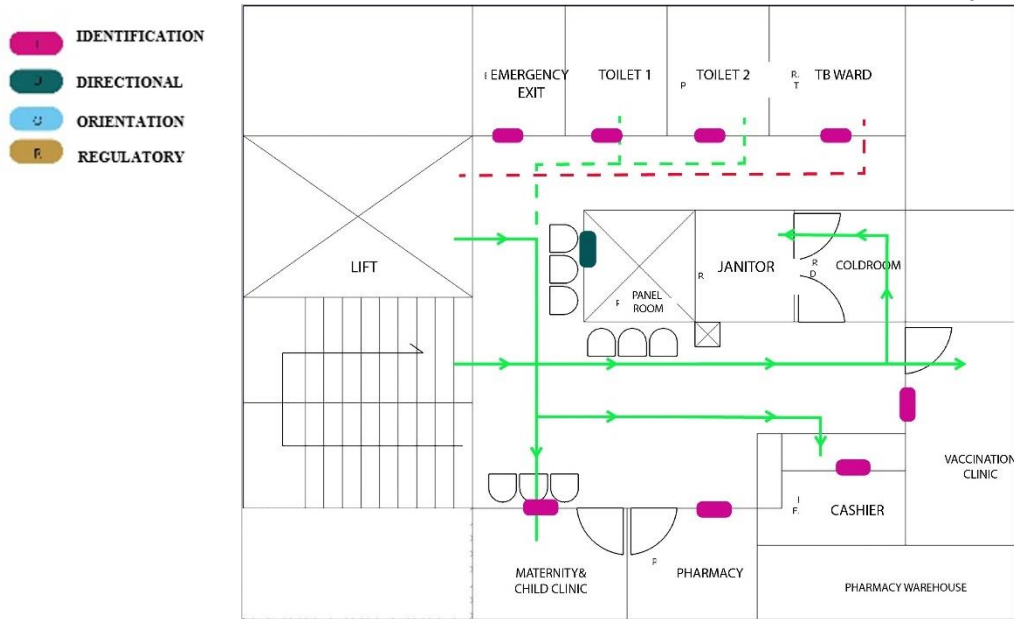 IDENTIFICATION
DIRECTIONAL
ORIENTATION
R REGULATORY
EMERGENCY
EXIT
TOILET 1
P
TOILET 2
R.
T
TB WARD
LIFT
R
JANITOR
R
D
COLDROOM
PANEL
ROOM
VACCINATION
CLINIC
CASHIER
MATERNITY&
CHILD CLINIC
PHARMACY
PHARMACY WAREHOUSE